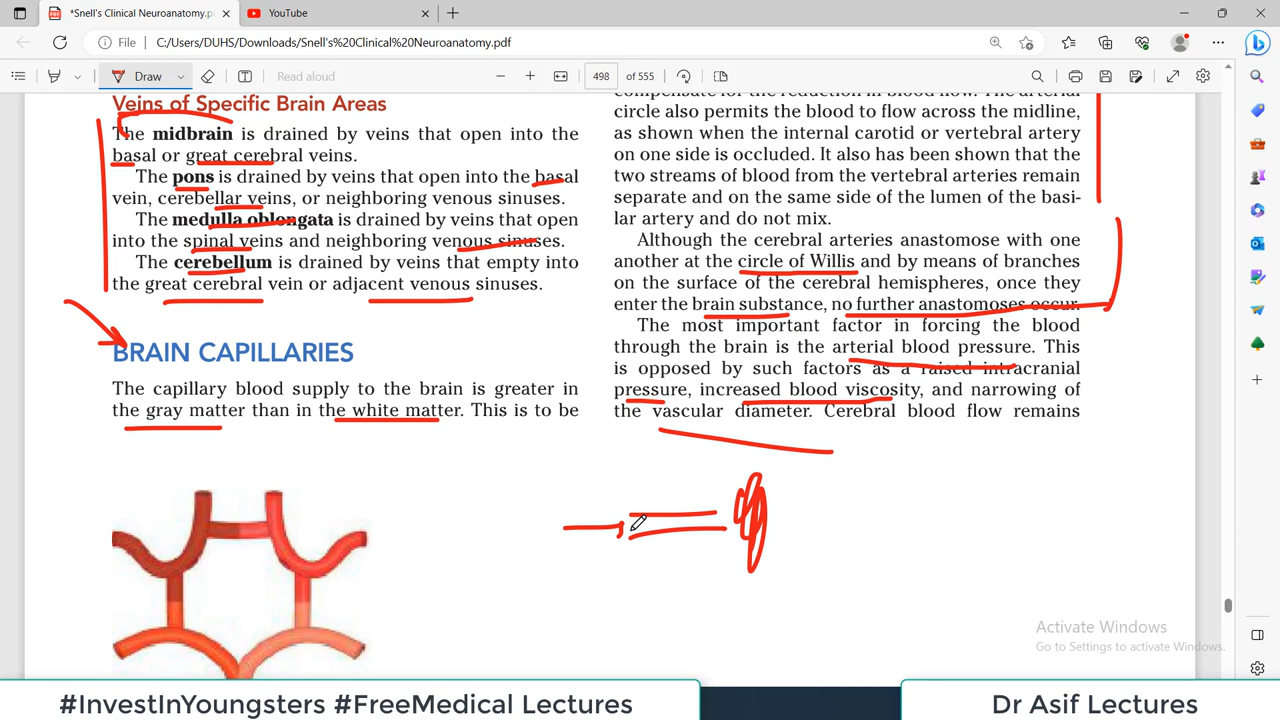 *Snell's Clinical Neuroanatomy.p
YouTube
File
C:/Users/DUHS/Downloads/Snell's%20Clinical%20Neuroanatomy.pdf
Draw
Read aloud
498 of 555
Veins of Specific Brain Areas
The midbrain is drained by veins that open into the
basal or great cerebral veins.
The pons is drained by veins that open into the basal
vein, cerebellar veins, or neighboring venous sinuses.
The medulla oblongata is drained by veins that open
into the spinal veins and neighboring venous sinuses.
The cerebellum is drained by veins that empty into
the great cerebral vein or adjacent venous sinuses.
BRAIN CAPILLARIES
The capillary blood supply to the brain is greater in
the gray matter than in the white matter. This is to be
compensate for the reduction in blood flow. The arterial
circle also permits the blood to flow across the midline,
as shown when the internal carotid or vertebral artery
on one side is occluded. It also has been shown that the
two streams of blood from the vertebral arteries remain
separate and on the same side of the lumen of the basi-
lar artery and do not mix.
Although the cerebral arteries anastomose with one
another at the circle of Willis and by means of branches
on the surface of the cerebral hemispheres, once they
enter the brain substance, no further anastomoses occur.
The most important factor in forcing the blood
through the brain is the arterial blood pressure. This
is opposed by such factors as a raised intracranial
pressure, increased blood viscosity, and narrowing of
the vascular diameter. Cerebral blood flow remains
Activate Windows
Go to Settings to activate Windows.
#InvestInYoungsters #FreeMedical Lectures
Dr Asif Lectures